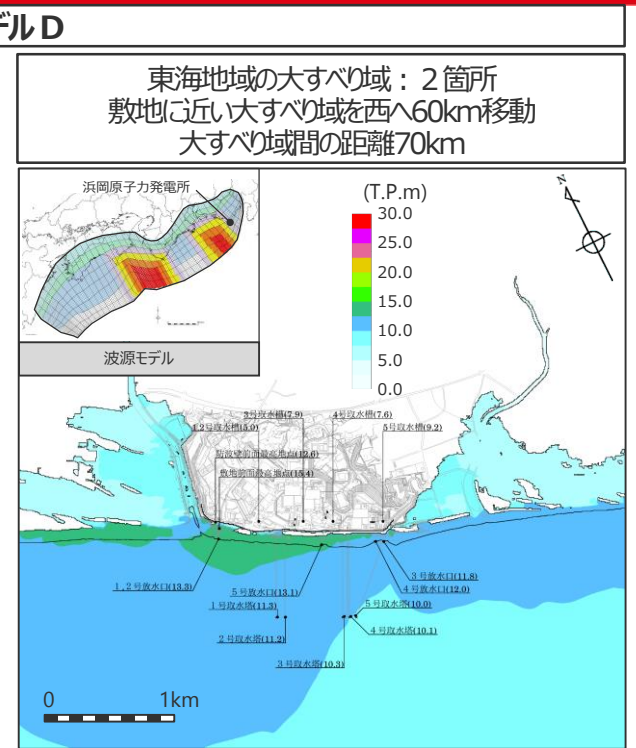 デルD
東海地域の大すべり域：２箇所
敷地に近い大すべり域を西へ60km移動
大すべり域間の距離70km
浜岡原子力発電所
波源モデル
(T.P.m)
30.0
25.0
20.0
15.0
10.0
5.0
0.0
N
3号取水槽(7.9)
4号取水槽(7.6)
1,2号取水槽(5.0)
5号取水槽(9.2)
防波壁前面最高地点(12.6)
敷地前面最高地点(15.4)
1,2号放水口(13.3)
5号放水口(13.1)
3号放水口(11.8)
4号放水口(12.0)
1号取水塔(11.3)
5号取水塔(10.0)
2号取水塔(11.2)
4号取水塔(10.1)
3号取水塔(10.3)
0 1km